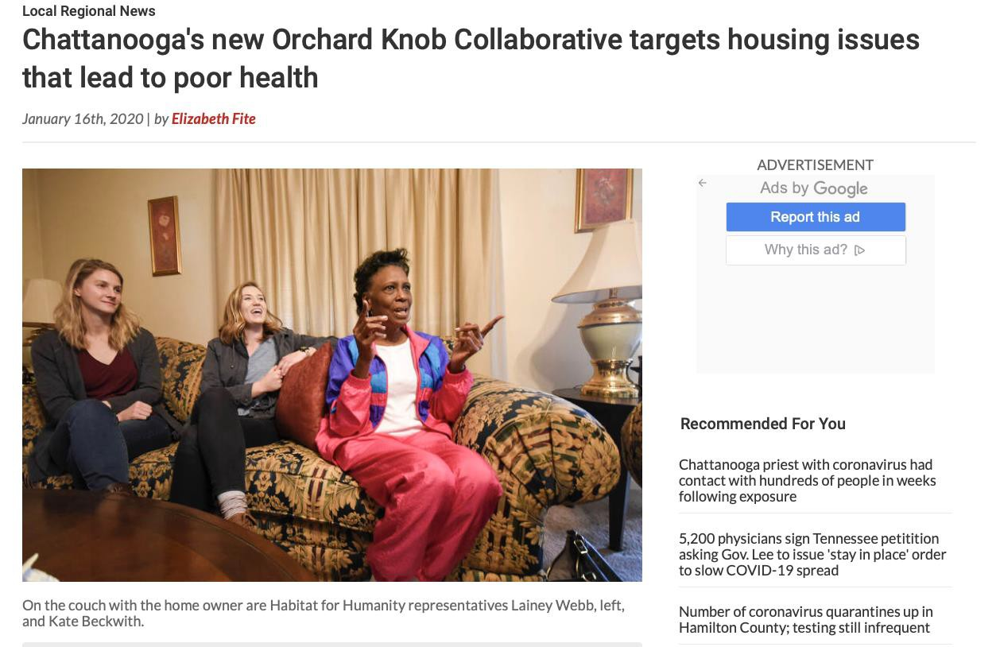 Local Regional News
Chattanooga's new Orchard Knob Collaborative targets housing issues
that lead to poor health
January 16th, 2020 | by Elizabeth Fite
ADVERTISEMENT
Ads by Google
Report this ad
Why this ad?
On the couch with the home owner are Habitat for Humanity representatives Lainey Webb, left,
and Kate Beckwith.
Recommended For You
Chattanooga priest with coronavirus had
contact with hundreds of people in weeks
following exposure
5,200 physicians sign Tennessee petitition
asking Gov. Lee to issue 'stay in place' order
to slow COVID-19 spread
Number of coronavirus quarantines up in
Hamilton County; testing still infrequent